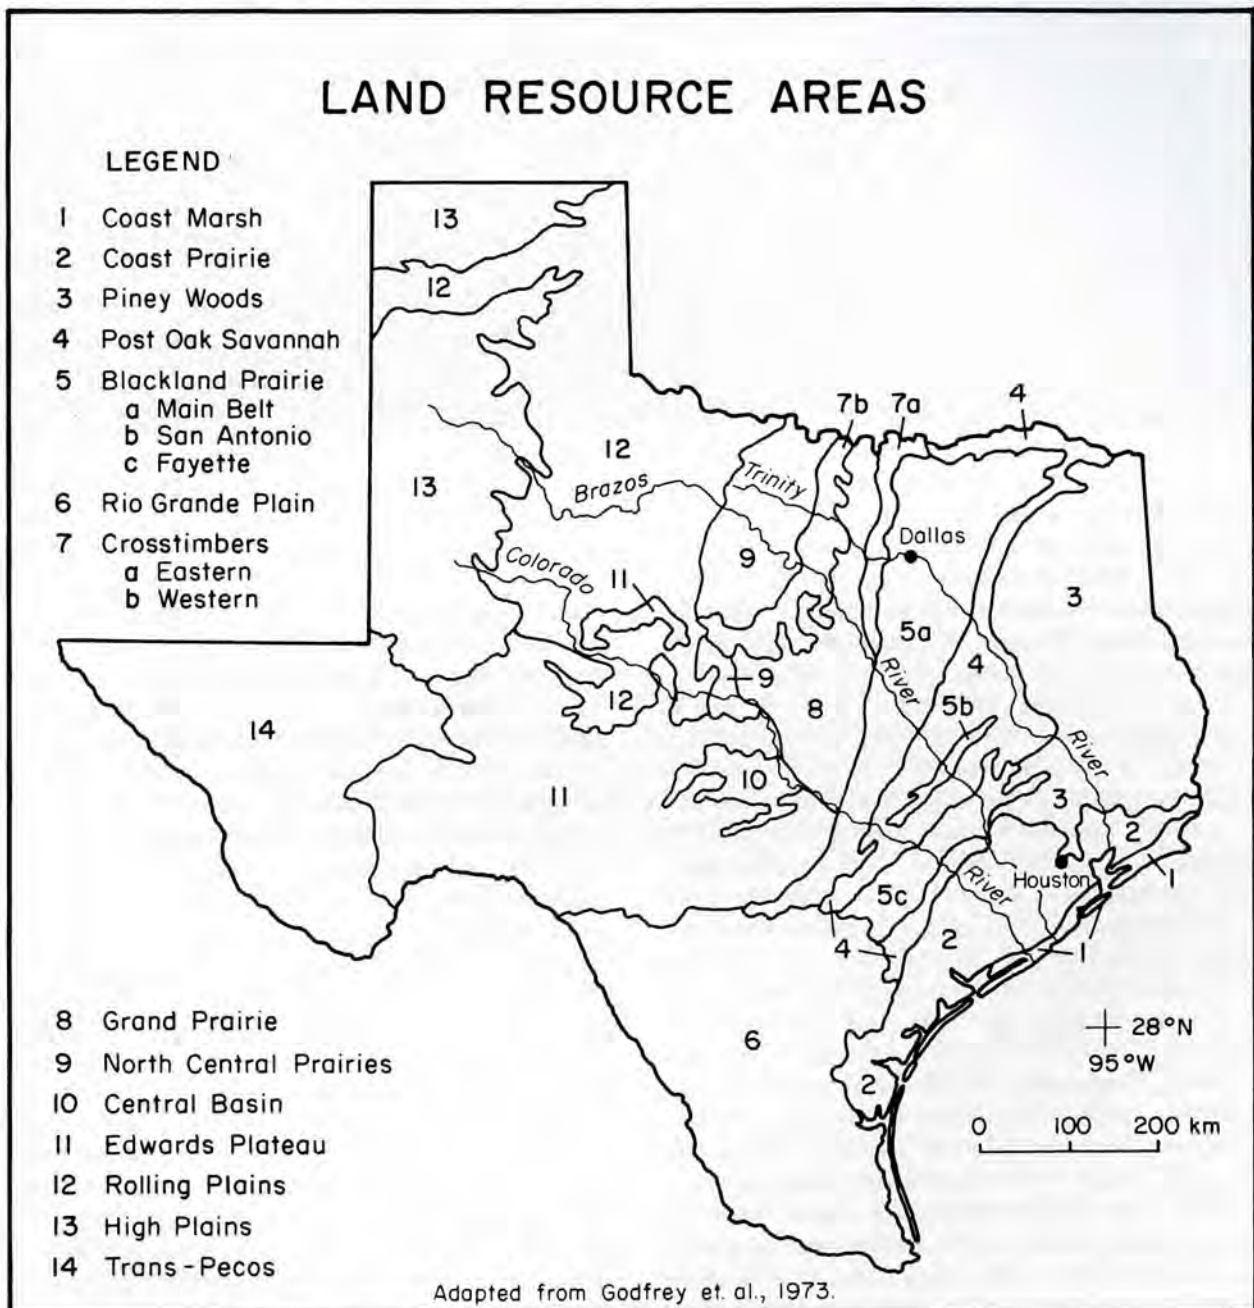 LAND RESOURCE AREAS
LEGEND
1 Coast Marsh
2 Coast Prairie
3 Piney Woods
4 Post Oak Savannah
5 Blackland Prairie
a Main Belt
b San Antonio
c Fayette
6 Rio Grande Plain
7 Crosstimbers
a Eastern
b Western
13
12
4
7b
7a
12
13
Brazos
Trinity
Dallas
9
Colorado
11
3
5a
4
9
River
12
8
5b
14
River
10
11
3
2
Houston
1
5c
River
4
2
1
8 Grand Prairie
9 North Central Prairies
10 Central Basin
11 Edwards Plateau
12 Rolling Plains
13 High Plains
14 Trans-Pecos
6
28°N
95°W
2
0 100 200 km
Adapted from Godfrey et. al., 1973.